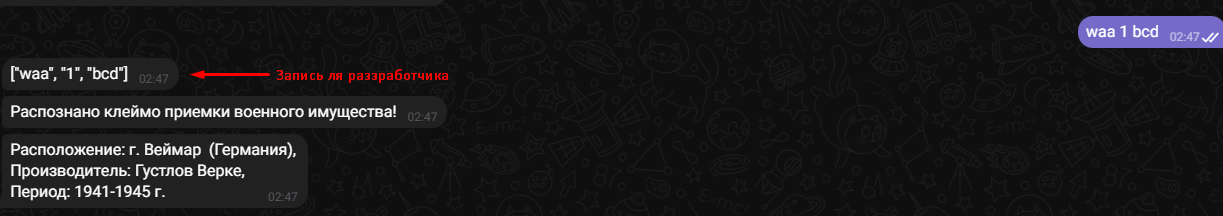 waa 1 bcd 02:47
["waa", "1", "bcd"] 02:47 Запись ля раззработчика
Распознано клеймо приемки военного имущества! 02:47
Расположение: г. Веймар (Германия),
Производитель: Густлов Верке,
Период: 1941-1945 г. 02:47